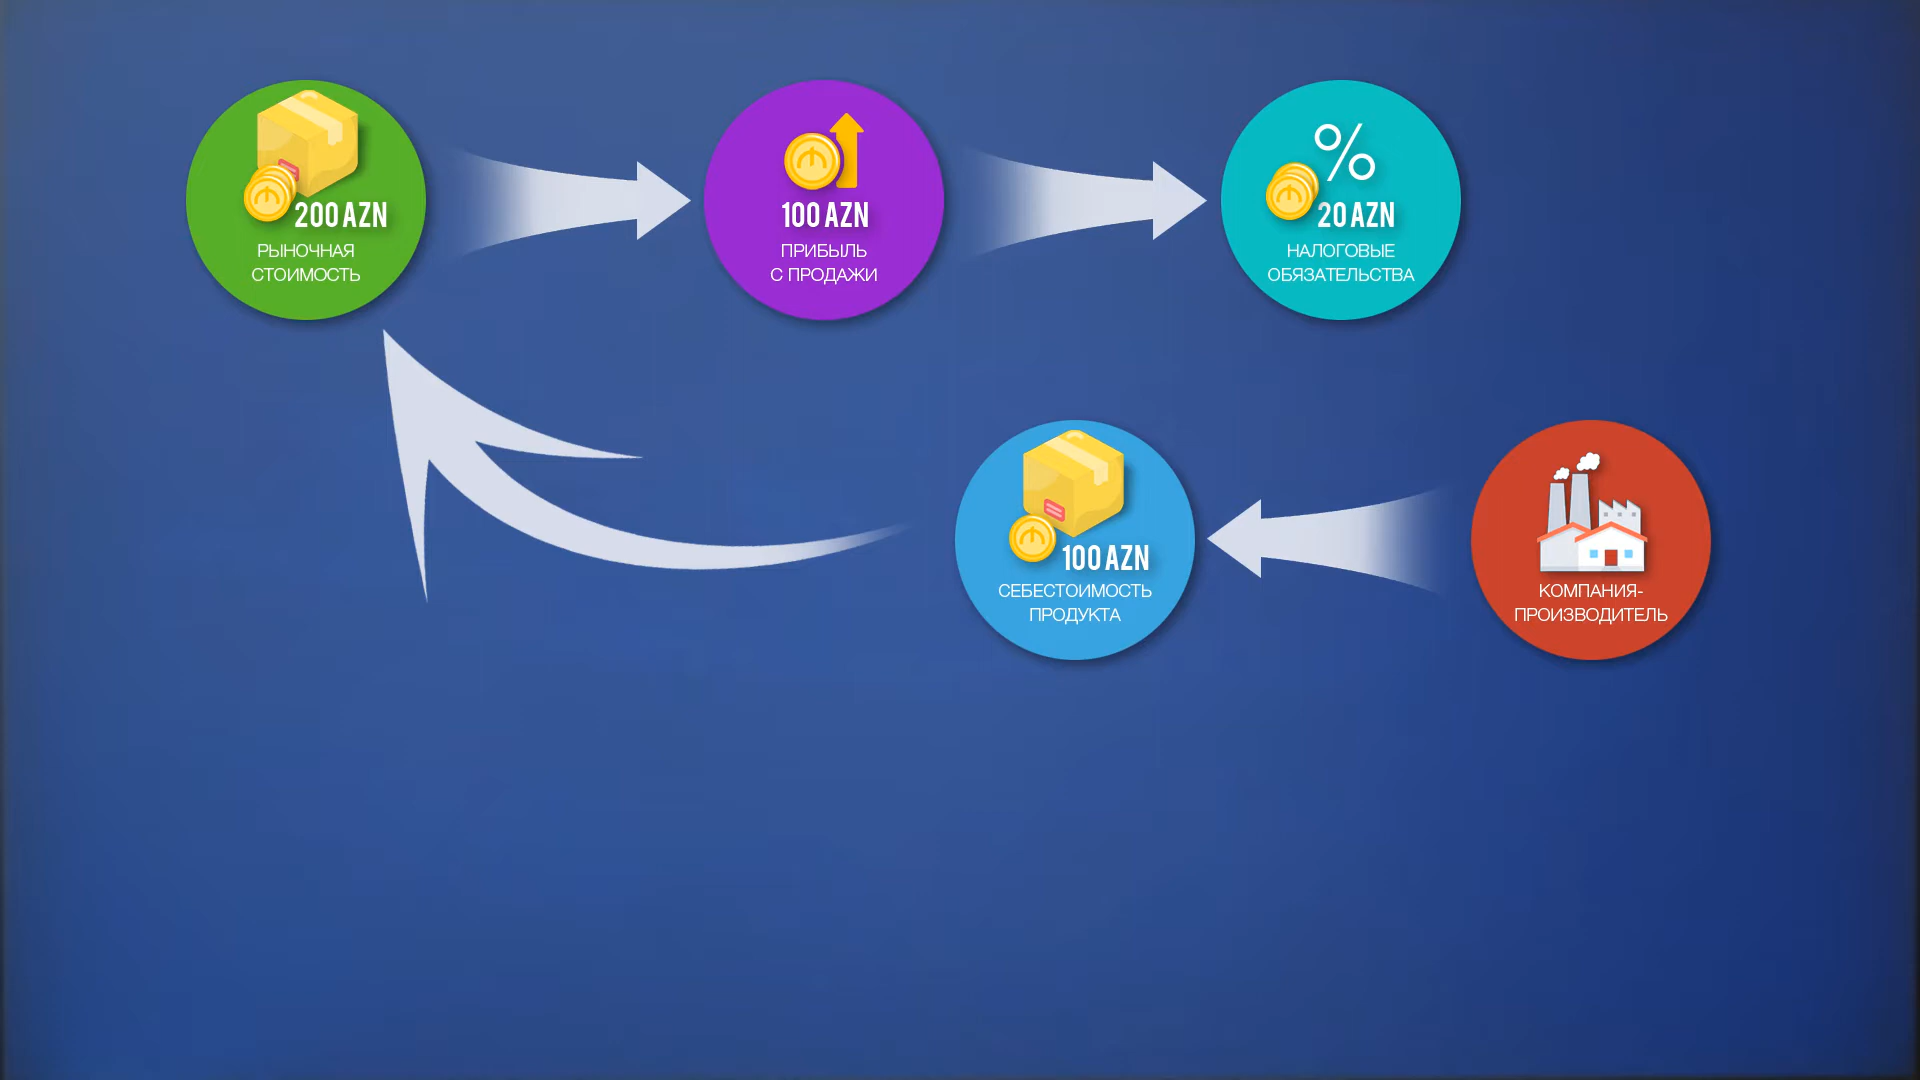 200 AZN
РЫНОЧНАЯ
СТОИМОСТЬ
100 AZN
ПРИБЫЛЬ
С ПРОДАЖИ
%
20 AZN
НАЛОГОВЫЕ
ОБЯЗАТЕЛЬСТВА
100 AZN
СЕБЕСТОИМОСТЬ
ПРОДУКТА
КОМПАНИЯ-
ПРОИЗВОДИТЕЛЬ